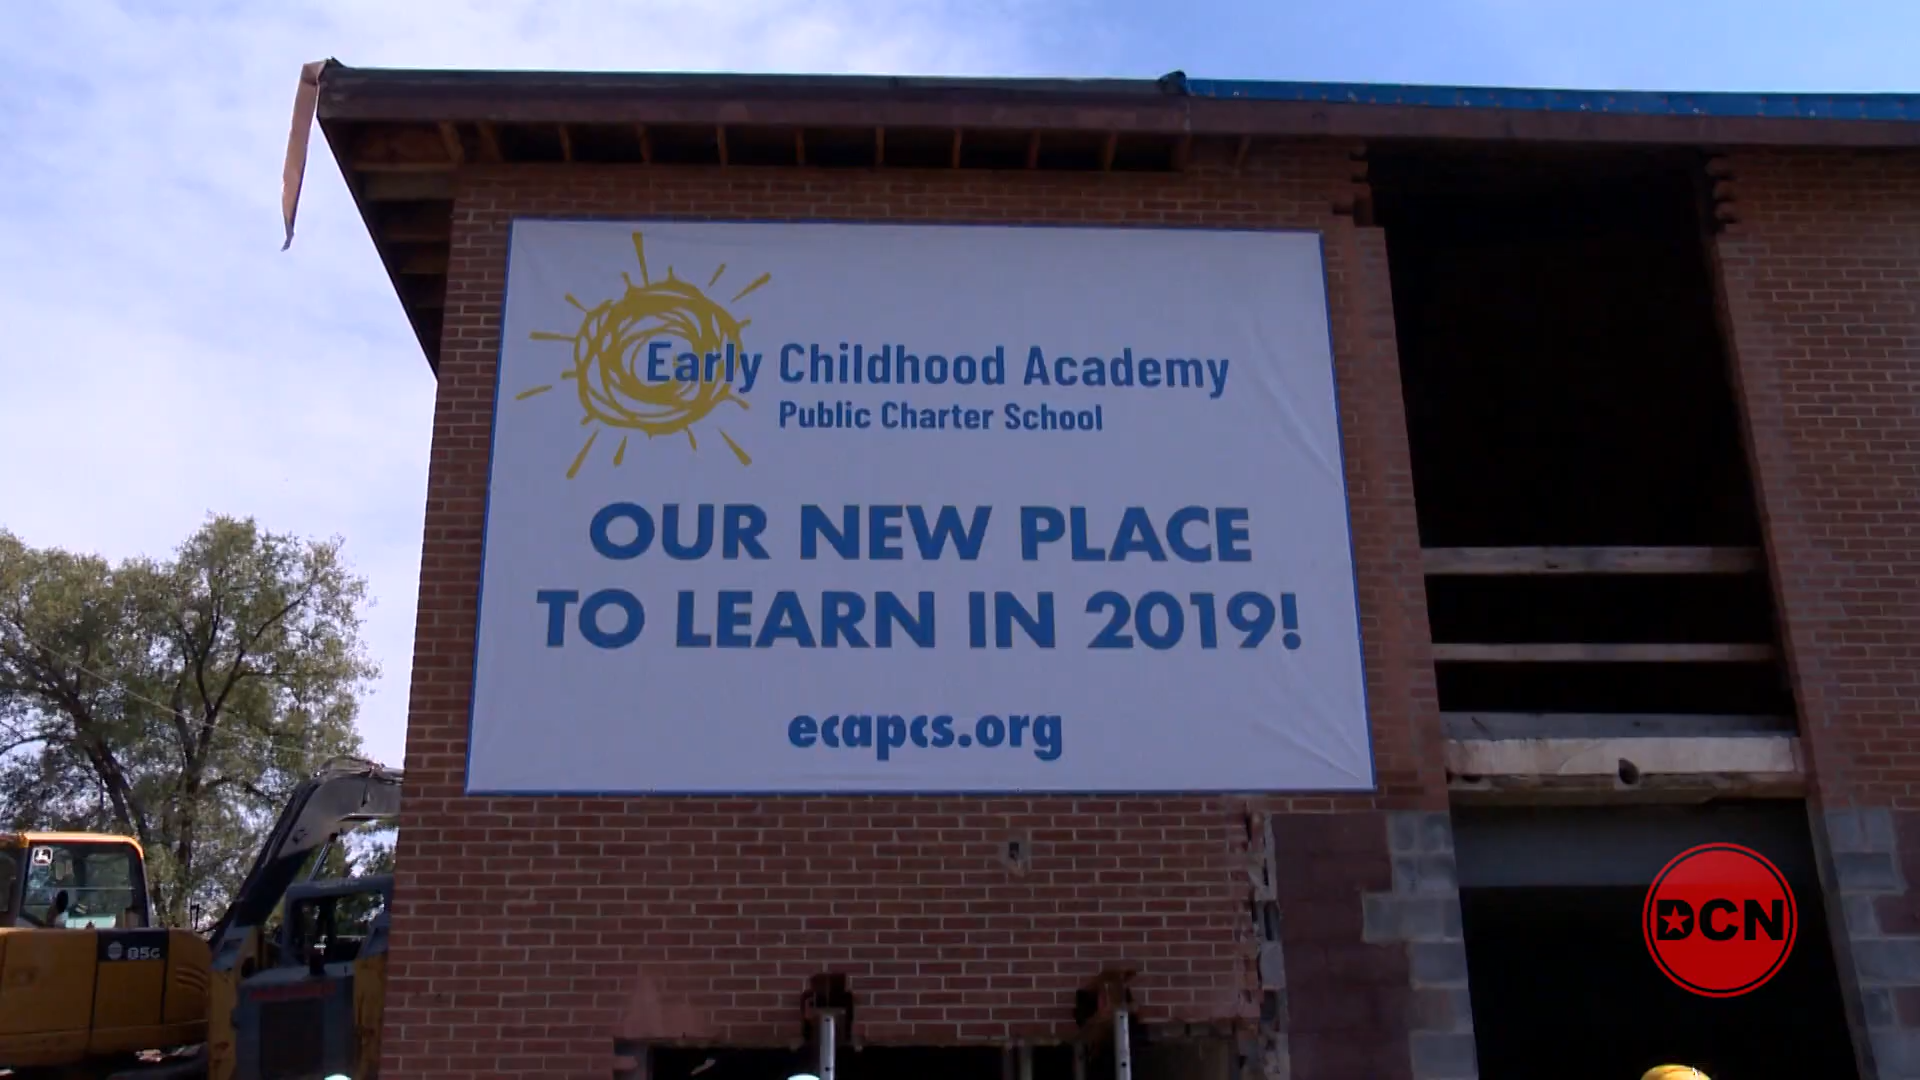 Early Childhood Academy
Public Charter School
OUR NEW PLACE
TO LEARN IN 2019!
ecapcs.org
85G
DCN